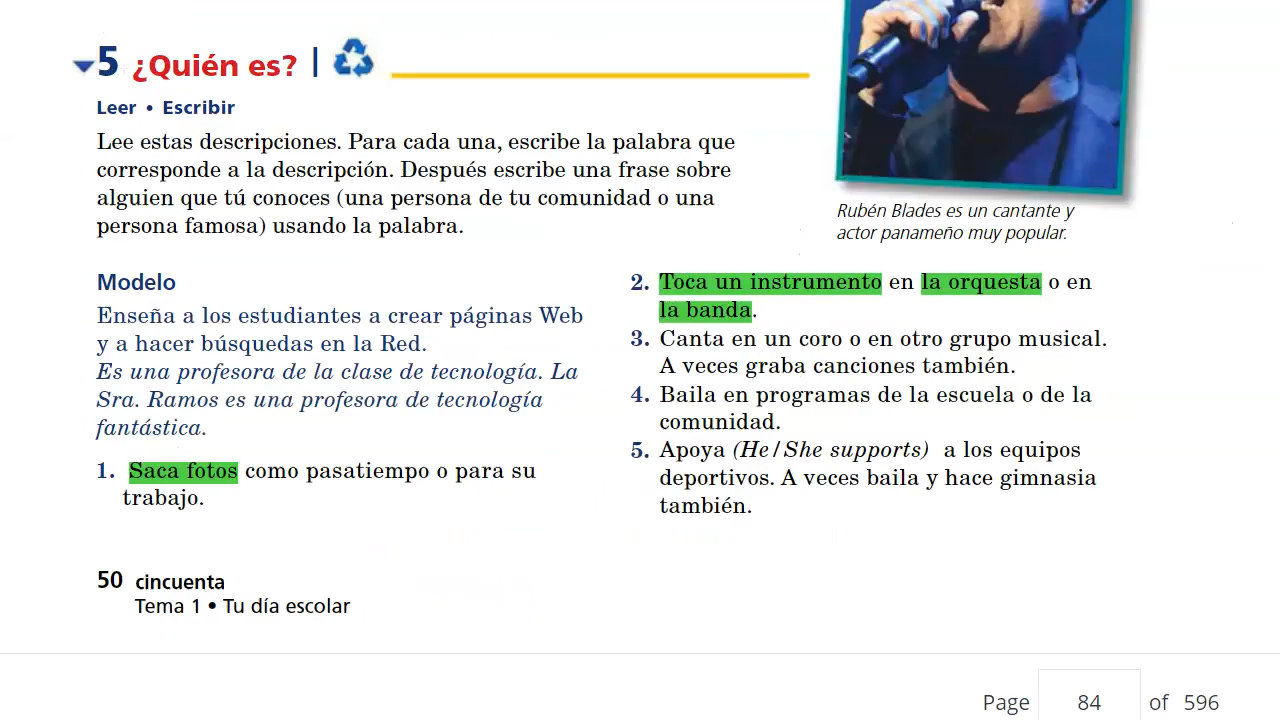 5 ¿Quién es? |
Leer • Escribir
Lee estas descripciones. Para cada una, escribe la palabra que
corresponde a la descripción. Después escribe una frase sobre
alguien que tú conoces (una persona de tu comunidad o una
persona famosa) usando la palabra.
Rubén Blades es un cantante y
actor panameño muy popular.
Modelo
Enseña a los estudiantes a crear páginas Web
y a hacer búsquedas en la Red.
Es una profesora de la clase de tecnología. La
Sra. Ramos es una profesora de tecnología
fantástica.
1. Saca fotos como pasatiempo o para su
trabajo.
2. Toca un instrumento en la orquesta o en
la banda.
3. Canta en un coro o en otro grupo musical.
A veces graba canciones también.
4. Baila en programas de la escuela o de la
comunidad.
5. Apoya (He/She supports) a los equipos
deportivos. A veces baila y hace gimnasia
también.
50 cincuenta
Tema 1 • Tu día escolar
Page 84 of 596